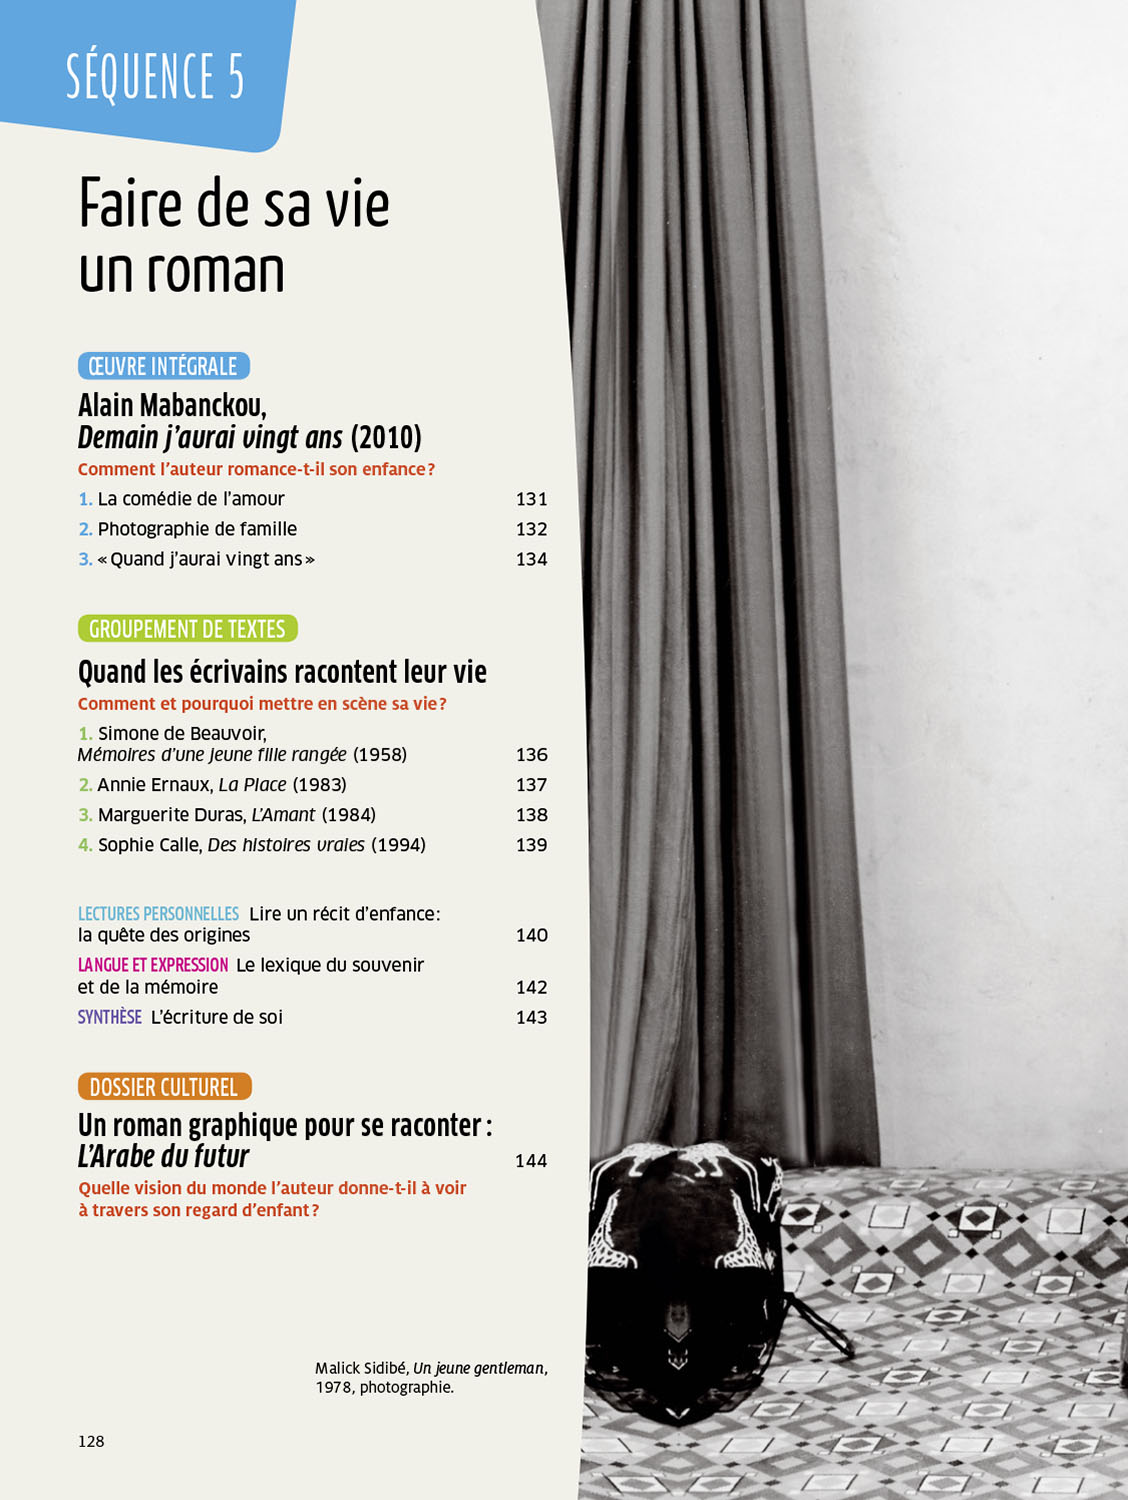 SÉQUENCE 5
Faire de sa vie
un roman
ŒUVRE INTÉGRALE
Alain Mabanckou,
Demain j’aurai vingt ans (2010)
Comment l’auteur romance-t-il son enfance ?
1. La comédie de l’amour 131
2. Photographie de famille 132
3. « Quand j’aurai vingt ans » 134
GROUPEMENT DE TEXTES
Quand les écrivains racontent leur vie
Comment et pourquoi mettre en scène sa vie ?
1. Simone de Beauvoir,
Mémoires d’une jeune fille rangée (1958) 136
2. Annie Ernaux, La Place (1983) 137
3. Marguerite Duras, L’Amant (1984) 138
4. Sophie Calle, Des histoires vraies (1994) 139
LECTURES PERSONNELLES Lire un récit d’enfance :
la quête des origines 140
LANGUE ET EXPRESSION Le lexique du souvenir
et de la mémoire 142
SYNTHÈSE L’écriture de soi 143
DOSSIER CULTUREL
Un roman graphique pour se raconter :
L’Arabe du futur 144
Quelle vision du monde l’auteur donne-t-il à voir
à travers son regard d’enfant ?
Malick Sidibé, Un jeune gentleman,
1978, photographie.
128